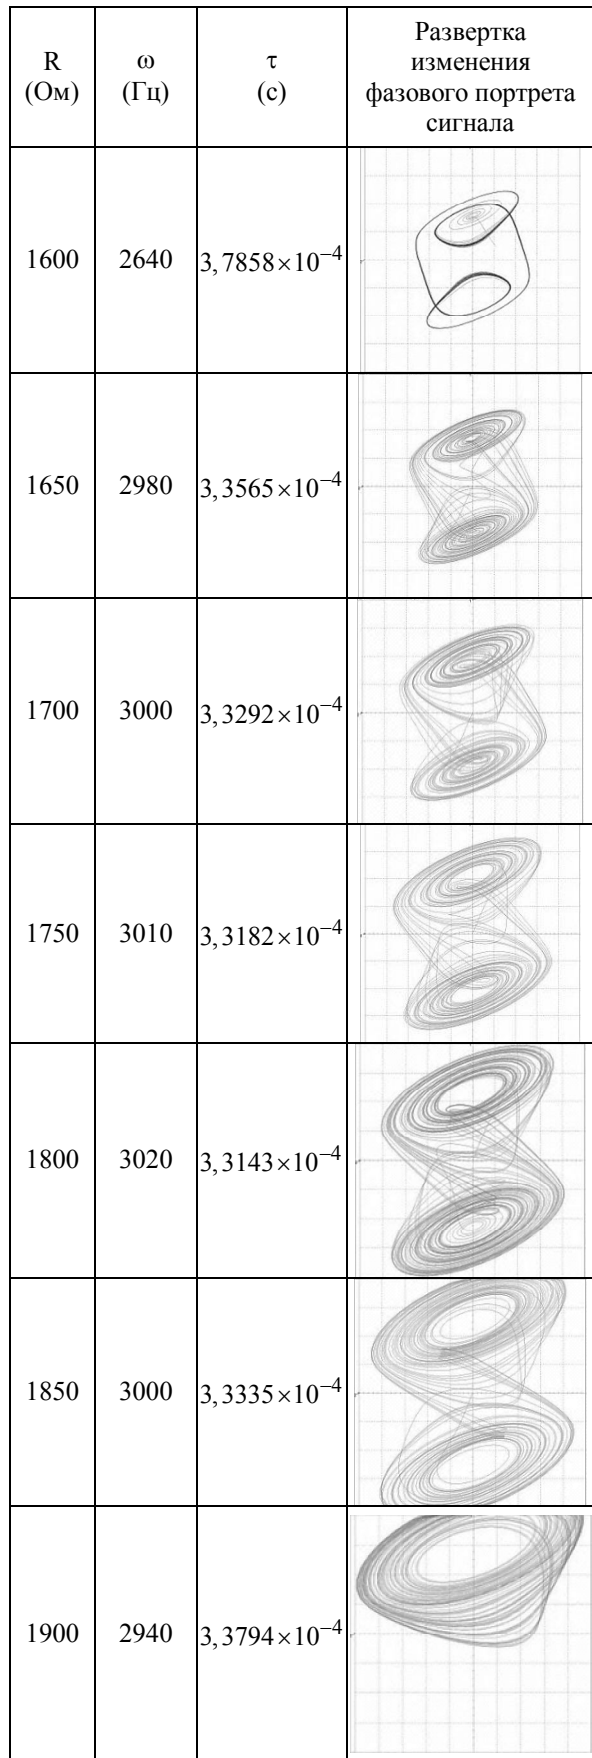 R
(Ом)
ω
(Гц)
τ
(с)
Развертка
изменения
фазового портрета
сигнала
1600 2640 3,7858×10⁻⁴
1650 2980 3,3565×10⁻⁴
1700 3000 3,3292×10⁻⁴
1750 3010 3,3182×10⁻⁴
1800 3020 3,3143×10⁻⁴
1850 3000 3,3335×10⁻⁴
1900 2940 3,3794×10⁻⁴